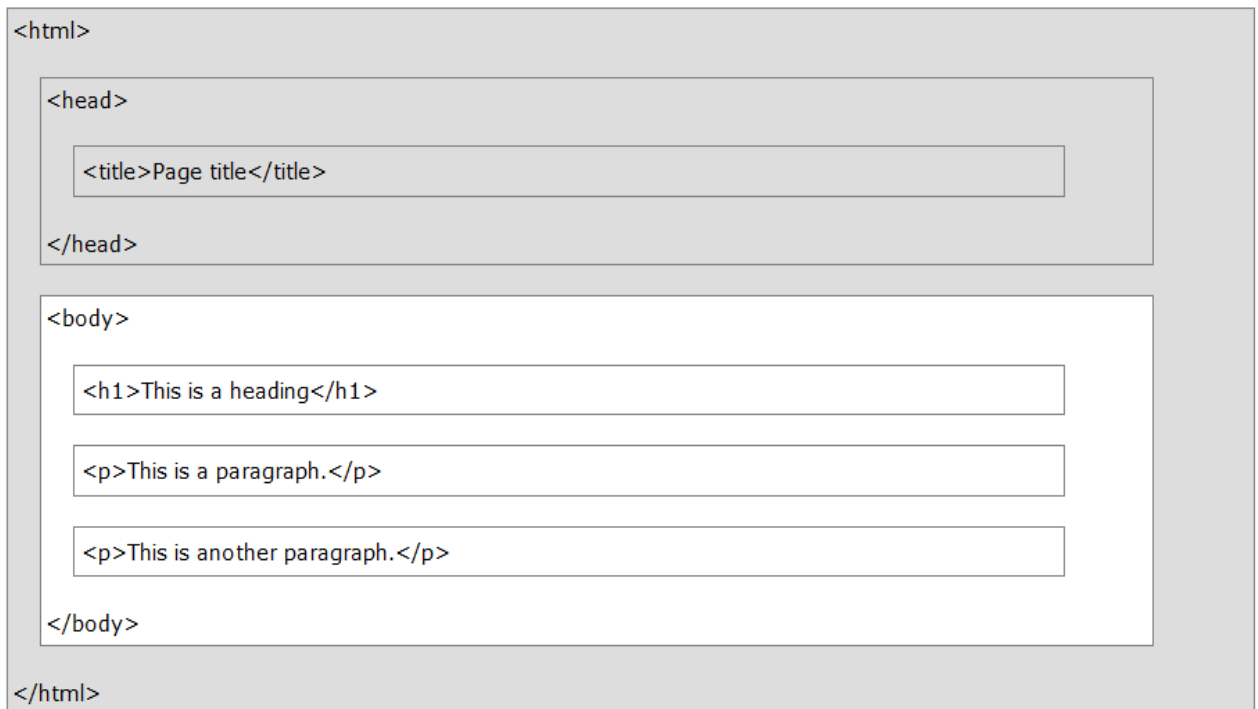 <html>
<head>
<title>Page title</title>
</head>
<body>
<h1>This is a heading</h1>
<p>This is a paragraph.</p>
<p>This is another paragraph.</p>
</body>
</html>